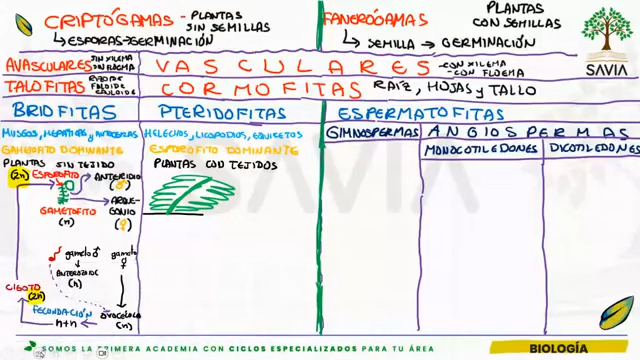 CRIPTÓGAMAS - PLANTAS SIN SEMILLAS
↳ ESPORAS → GERMINACIÓN
FANERÓGAMAS PLANTAS CON SEMILLAS
↳ SEMILLA → GERMINACIÓN
SAVIA
AVASCULARES SIN XILEMA SIN FLOEMA
VASCULARES - CON XILEMA - CON FLOEMA
TALOFITAS RIZOIDE FILOIDE CAULOIDE
CORMOFITAS RAIZ, HOJAS y TALLO
BRIOFITAS
PTERIDOFITAS
ESPERMATOFITAS
MUSGOS, HEPÁTICAS y ANTOCEROS
HELECHOS, LICOPODIOS, EQUISETOS
GIMNOSPERMAS
ANGIOSPERMAS
GAMETOFITO DOMINANTE
ESPOROFITO DOMINANTE
MONOCOTILEDONES
DICOTILEDONES
PLANTAS SIN TEJIDO
PLANTAS CON TEJIDOS
(2n) ESPOROFITO
ANTERIDIO (♂)
GAMETOFITO (n)
ARQUEGONIO (♀)
gameto ♂
ANTEROZOIDE (n)
gameto ♀
CIGOTO (2n)
FECUNDACIÓN
n+n
OVOCÉLULA (n)
SAVIA
SOMOS LA PRIMERA ACADEMIA CON CICLOS ESPECIALIZADOS PARA TU ÁREA
BIOLOGÍA